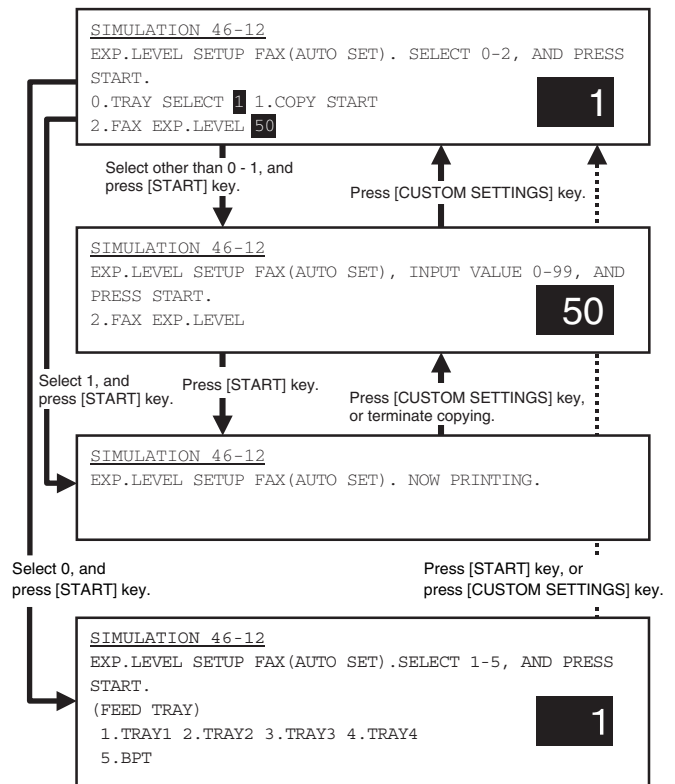 SIMULATION 46-12
EXP.LEVEL SETUP FAX(AUTO SET). SELECT 0-2, AND PRESS
START.
0.TRAY SELECT 1 1.COPY START
2.FAX EXP.LEVEL 50
1
Select other than 0 - 1, and
press [START] key.
Press [CUSTOM SETTINGS] key.
SIMULATION 46-12
EXP.LEVEL SETUP FAX(AUTO SET), INPUT VALUE 0-99, AND
PRESS START.
2.FAX EXP.LEVEL
50
Select 1, and
press [START] key.
Press [START] key.
Press [CUSTOM SETTINGS] key,
or terminate copying.
SIMULATION 46-12
EXP.LEVEL SETUP FAX(AUTO SET). NOW PRINTING.
Select 0, and
press [START] key.
Press [START] key, or
press [CUSTOM SETTINGS] key.
SIMULATION 46-12
EXP.LEVEL SETUP FAX(AUTO SET).SELECT 1-5, AND PRESS
START.
(FEED TRAY)
1.TRAY1 2.TRAY2 3.TRAY3 4.TRAY4
5.BPT
1